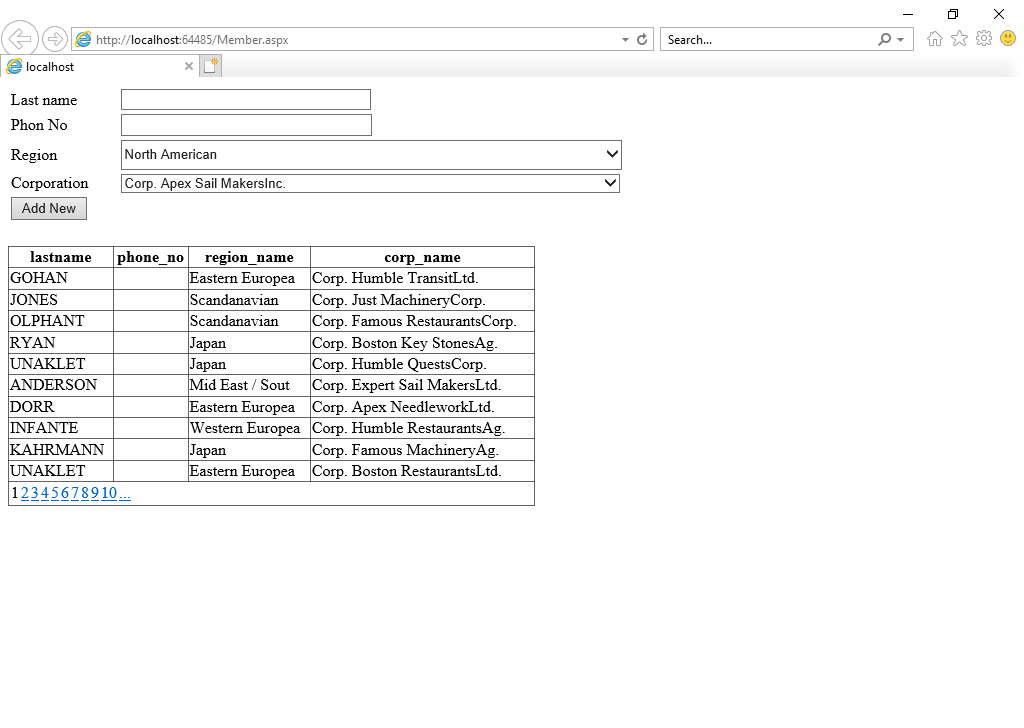 http://localhost:64485/Member.aspx
Search...
localhost
Last name
Phon No
Region North American
Corporation Corp. Apex Sail MakersInc.
Add New
lastname phone_no region_name corp_name
GOHAN Eastern Europea Corp. Humble TransitLtd.
JONES Scandanavian Corp. Just MachineryCorp.
OLPHANT Scandanavian Corp. Famous RestaurantsCorp.
RYAN Japan Corp. Boston Key StonesAg.
UNAKLET Japan Corp. Humble QuestsCorp.
ANDERSON Mid East / Sout Corp. Expert Sail MakersLtd.
DORR Eastern Europea Corp. Apex NeedleworkLtd.
INFANTE Western Europea Corp. Humble RestaurantsAg.
KAHRMANN Japan Corp. Famous MachineryAg.
UNAKLET Eastern Europea Corp. Boston RestaurantsLtd.
1 2 3 4 5 6 7 8 9 10 ...